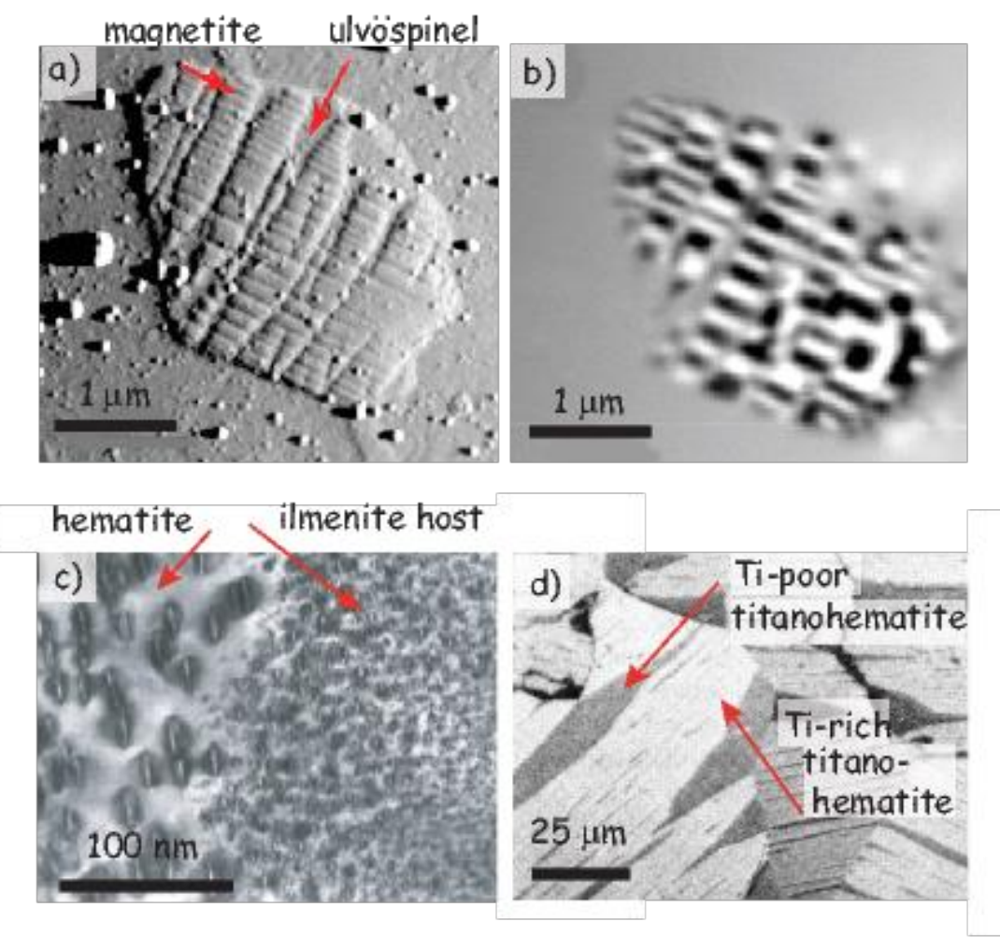 magnetite
ulvöspinel
a)
1 μm
b)
1 μm
hematite
ilmenite host
c)
100 nm
d)
Ti-poor
titanohematite
Ti-rich
titano-
hematite
25 μm